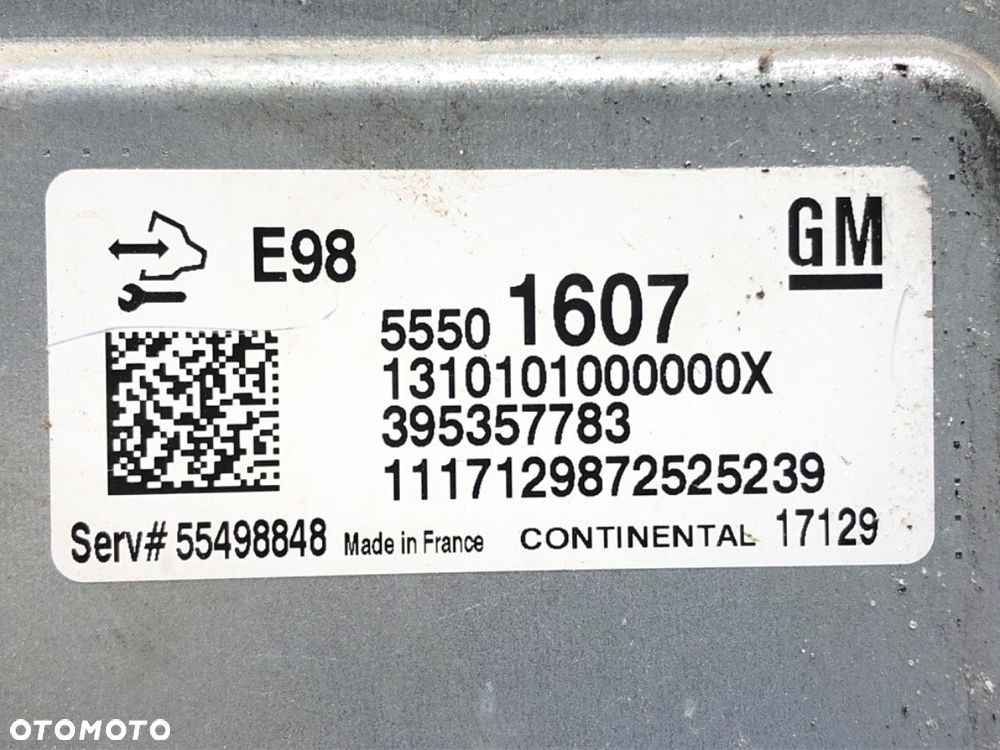 E98
GM
5550 1607
1310101000000X
395357783
1117129872525239
Serv# 55498848 Made in France CONTINENTAL 17129
OTOMOTO